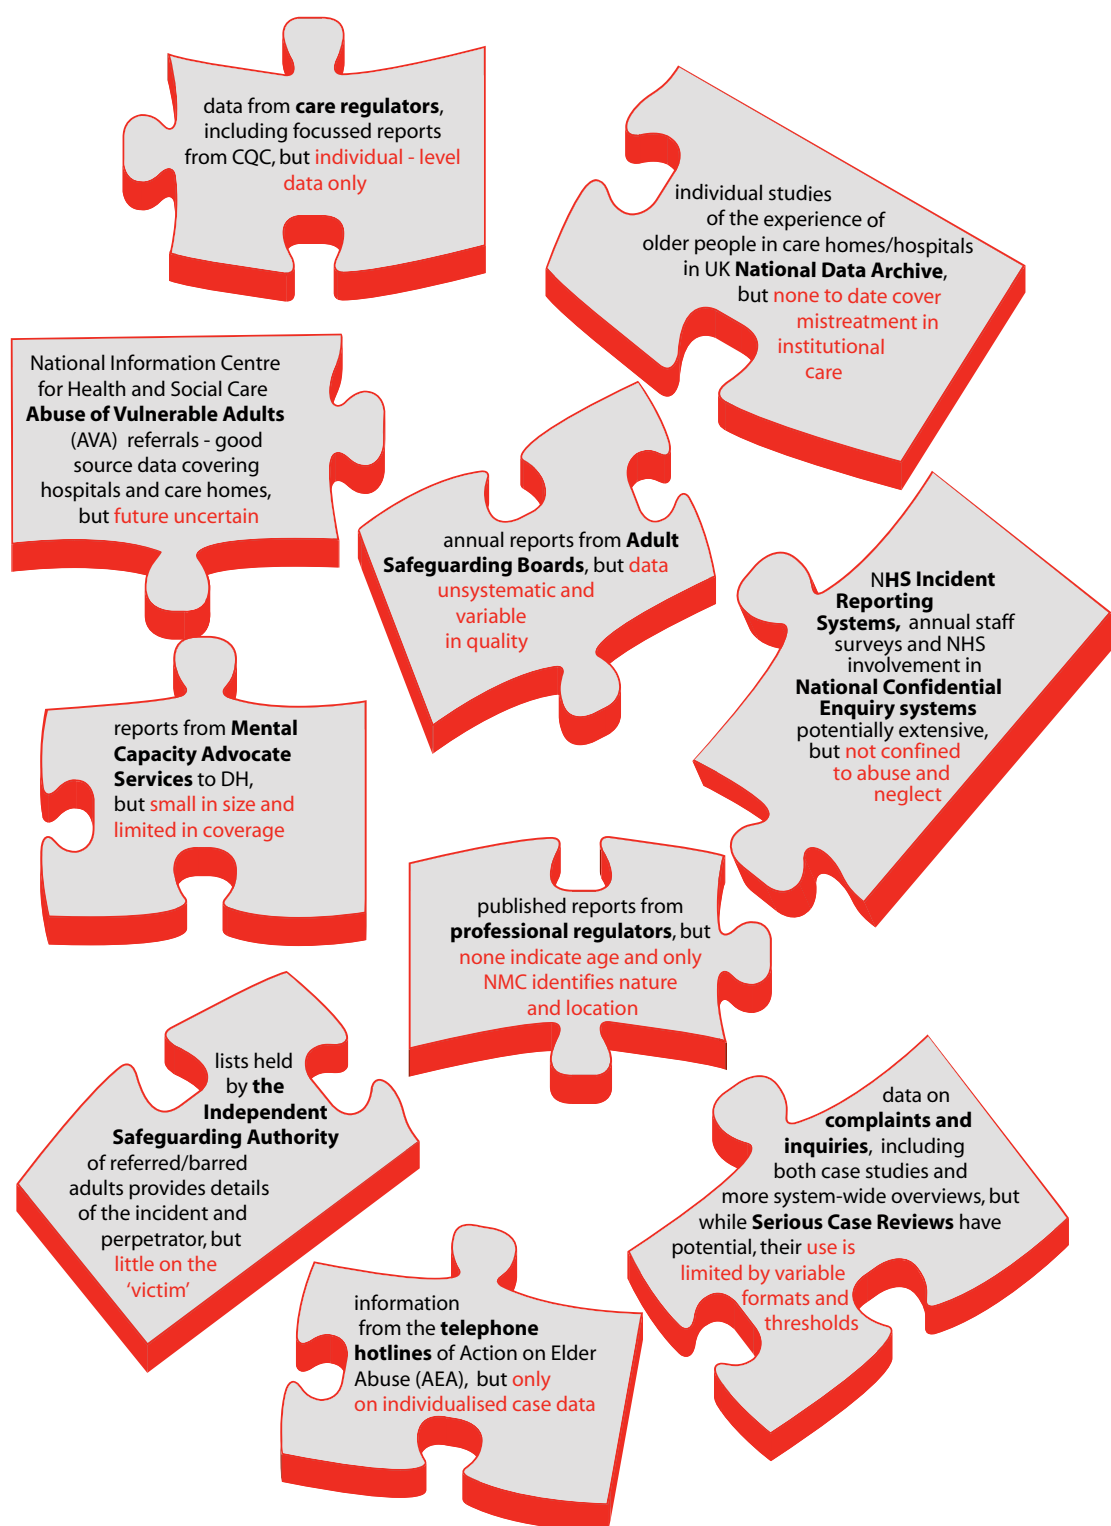 data from care regulators,
including focussed reports
from CQC, but individual - level
data only
individual studies
of the experience of
older people in care homes/hospitals
in UK National Data Archive,
but none to date cover
mistreatment in
institutional
care
National Information Centre
for Health and Social Care
Abuse of Vulnerable Adults
(AVA) referrals - good
source data covering
hospitals and care homes,
but future uncertain
annual reports from Adult
Safeguarding Boards, but data
unsystematic and
variable
in quality
NHS Incident
Reporting
Systems, annual staff
surveys and NHS
involvement in
National Confidential
Enquiry systems
potentially extensive,
but not confined
to abuse and
neglect
reports from Mental
Capacity Advocate
Services to DH,
but small in size and
limited in coverage
published reports from
professional regulators, but
none indicate age and only
NMC identifies nature
and location
lists held
by the
Independent
Safeguarding Authority
of referred/barred
adults provides details
of the incident and
perpetrator, but
little on the
‘victim’
data on
complaints and
inquiries, including
both case studies and
more system-wide overviews, but
while Serious Case Reviews have
potential, their use is
limited by variable
formats and
thresholds
information
from the telephone
hotlines of Action on Elder
Abuse (AEA), but only
on individualised case data